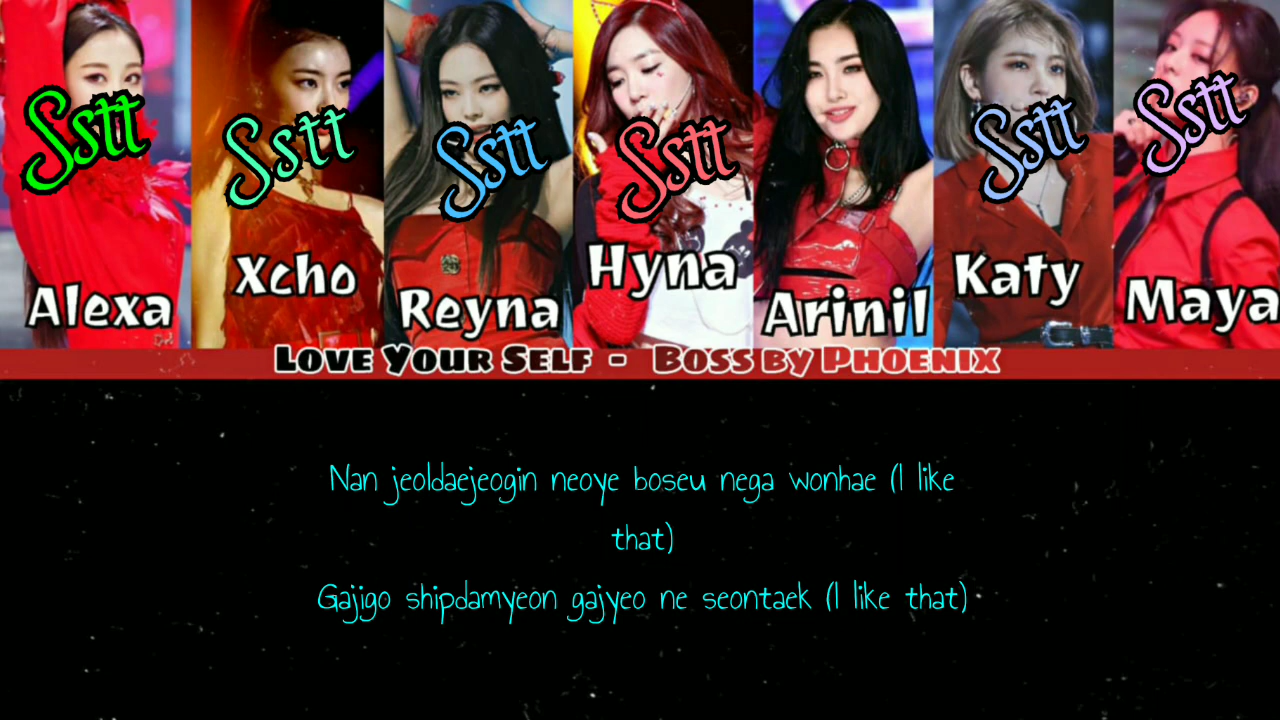 Sstt Sstt Sstt Sstt Sstt Sstt
Alexa Xcho Reyna Hyna Arinil Katy Maya
Love Your Self - Boss by Phoenix
Nan jeoldaejeogin neoye boseu nega wonhae (I like
that)
Gajigo shipdamyeon gajyeo ne seontaek (I like that)